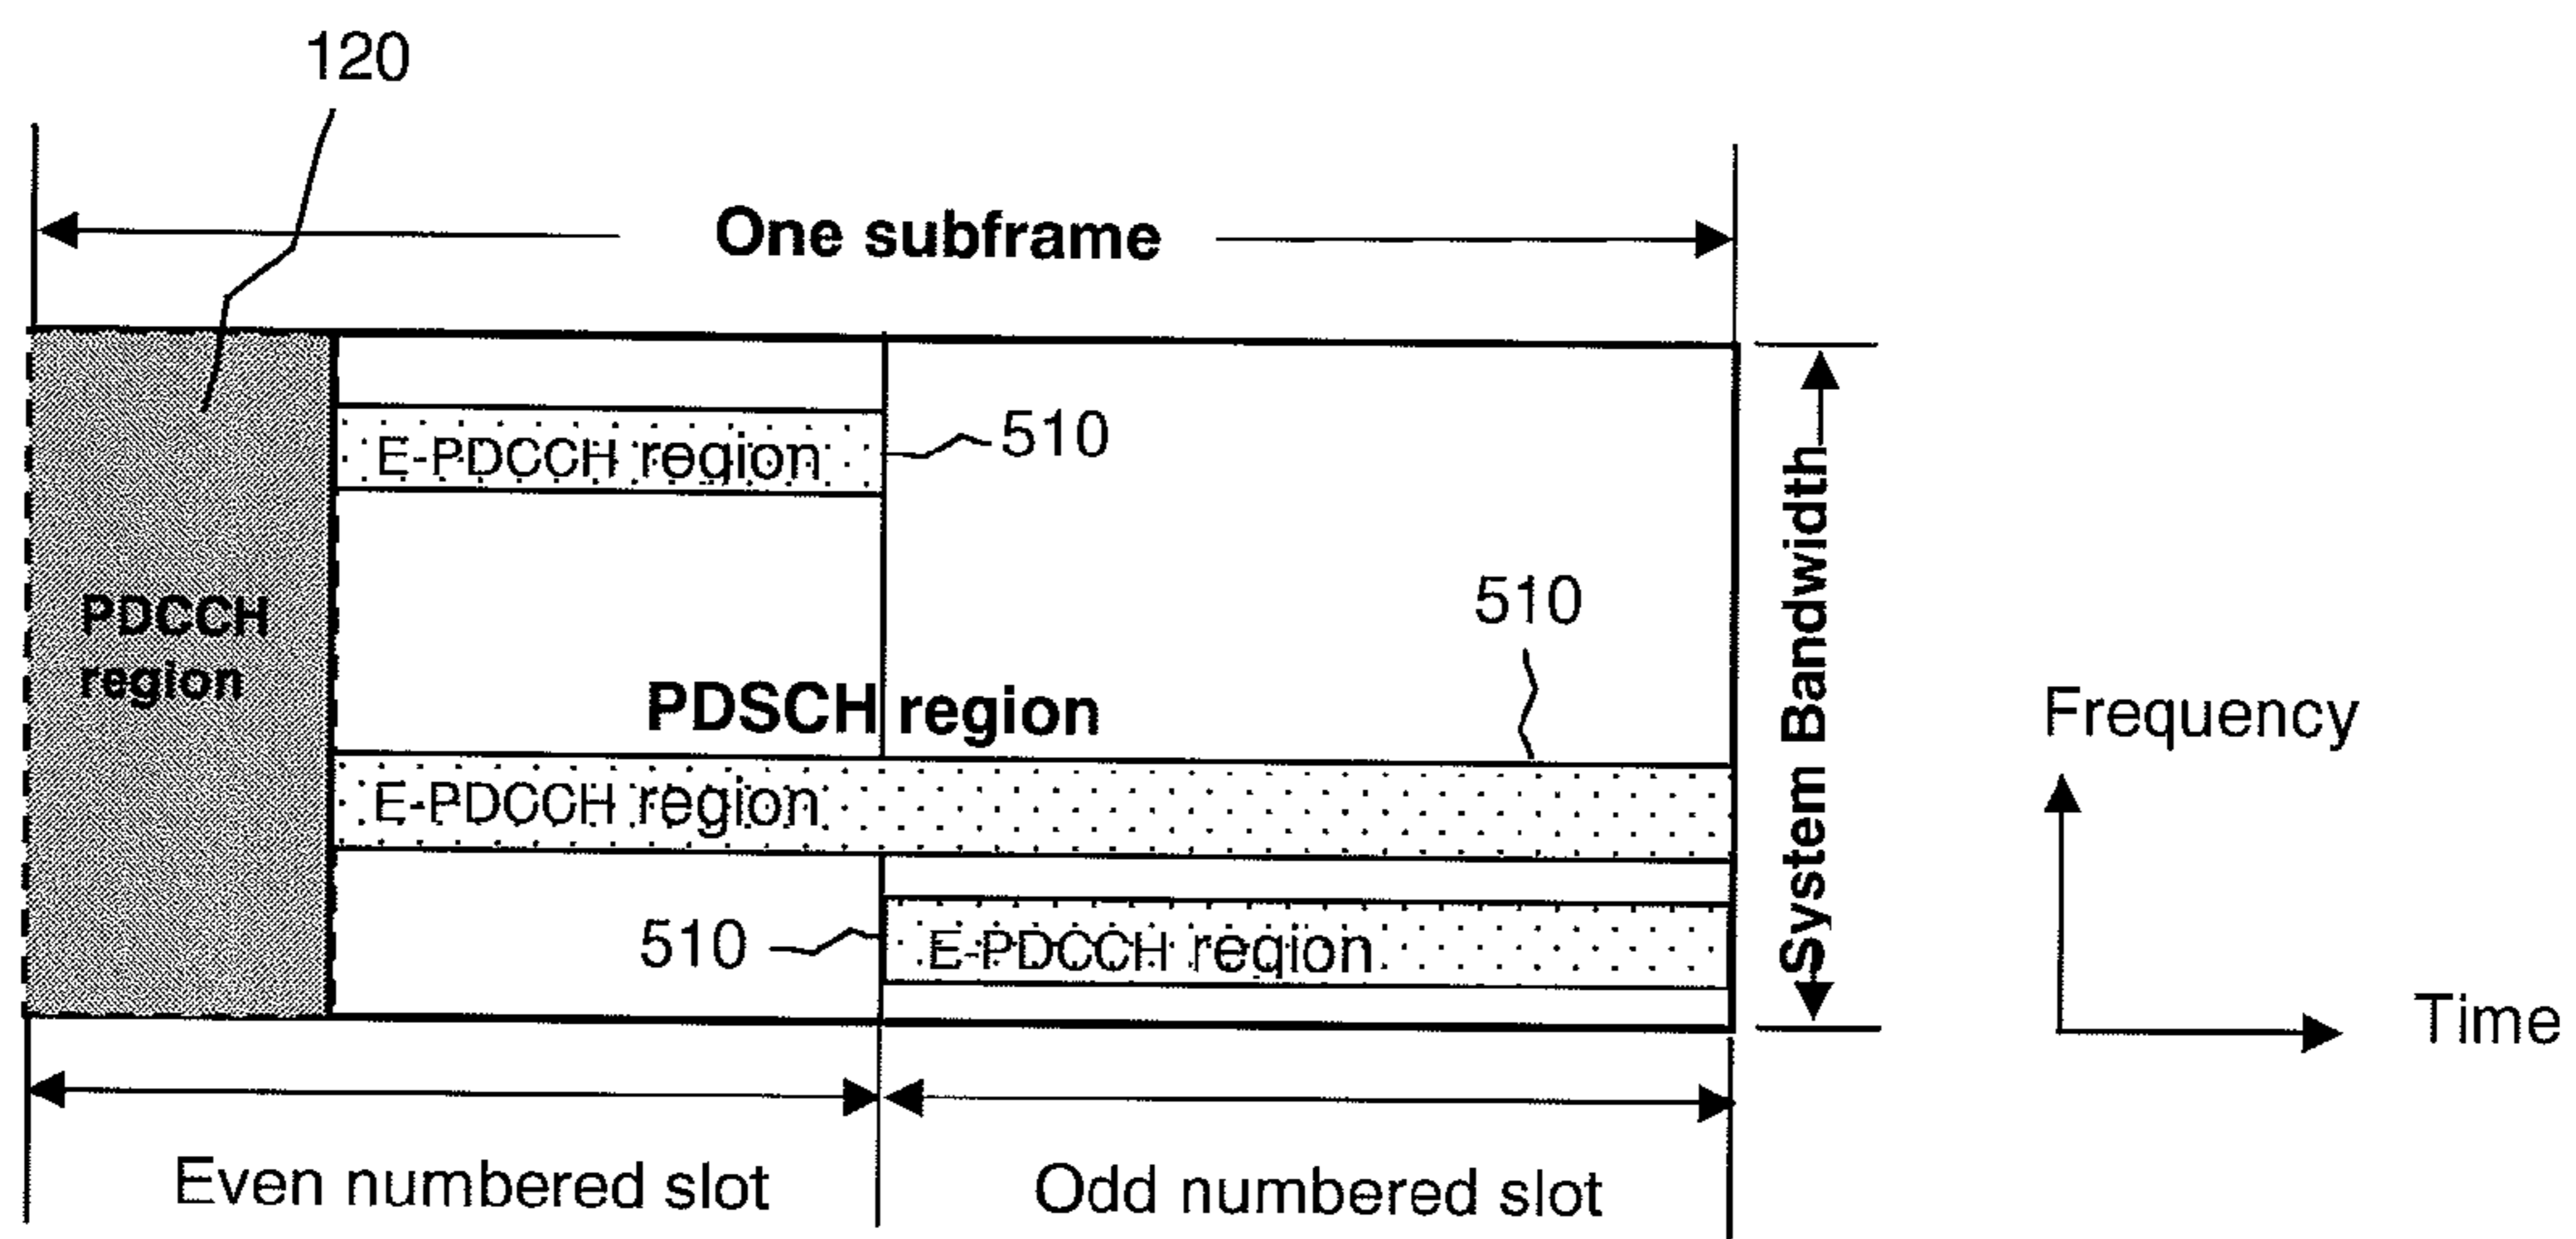 120
One subframe
E-PDCCH region
510
System Bandwidth
PDCCH
region
510
PDSCH region
Frequency
E-PDCCH region
510
E-PDCCH region
Time
Even numbered slot
Odd numbered slot